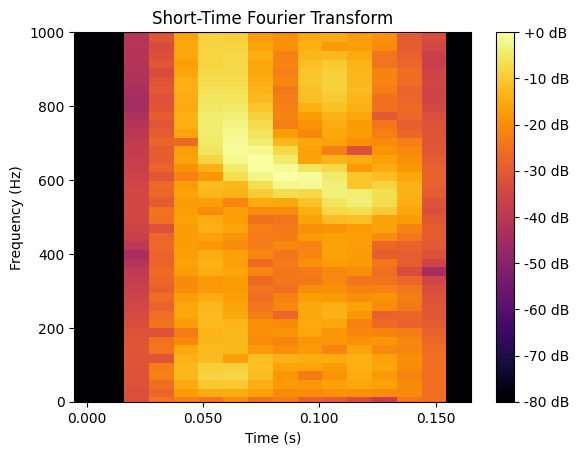 Short-Time Fourier Transform
Frequency (Hz)
1000
800
600
400
200
0
0.000
0.050
0.100
0.150
Time (s)
+0 dB
-10 dB
-20 dB
-30 dB
-40 dB
-50 dB
-60 dB
-70 dB
-80 dB